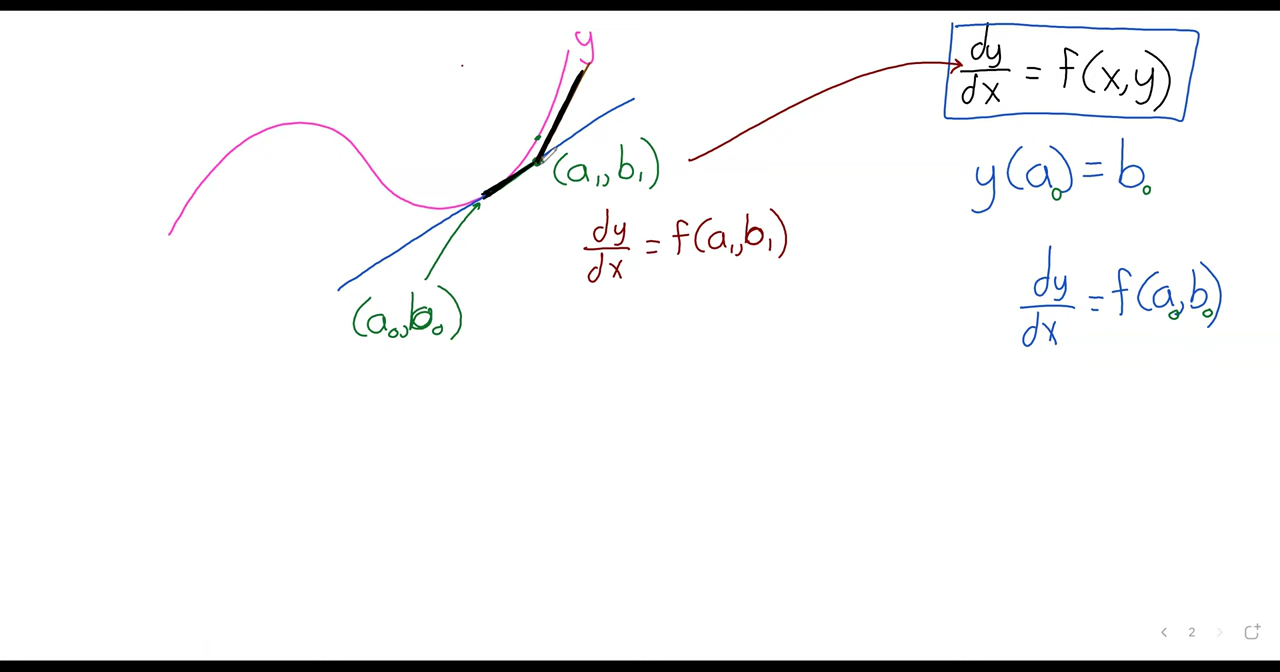 y
dy/dx = f(x,y)
(a₁,b₁)
y(a₀) = b₀
dy/dx = f(a₁,b₁)
dy/dx = f(a₀,b₀)
(a₀,b₀)
2